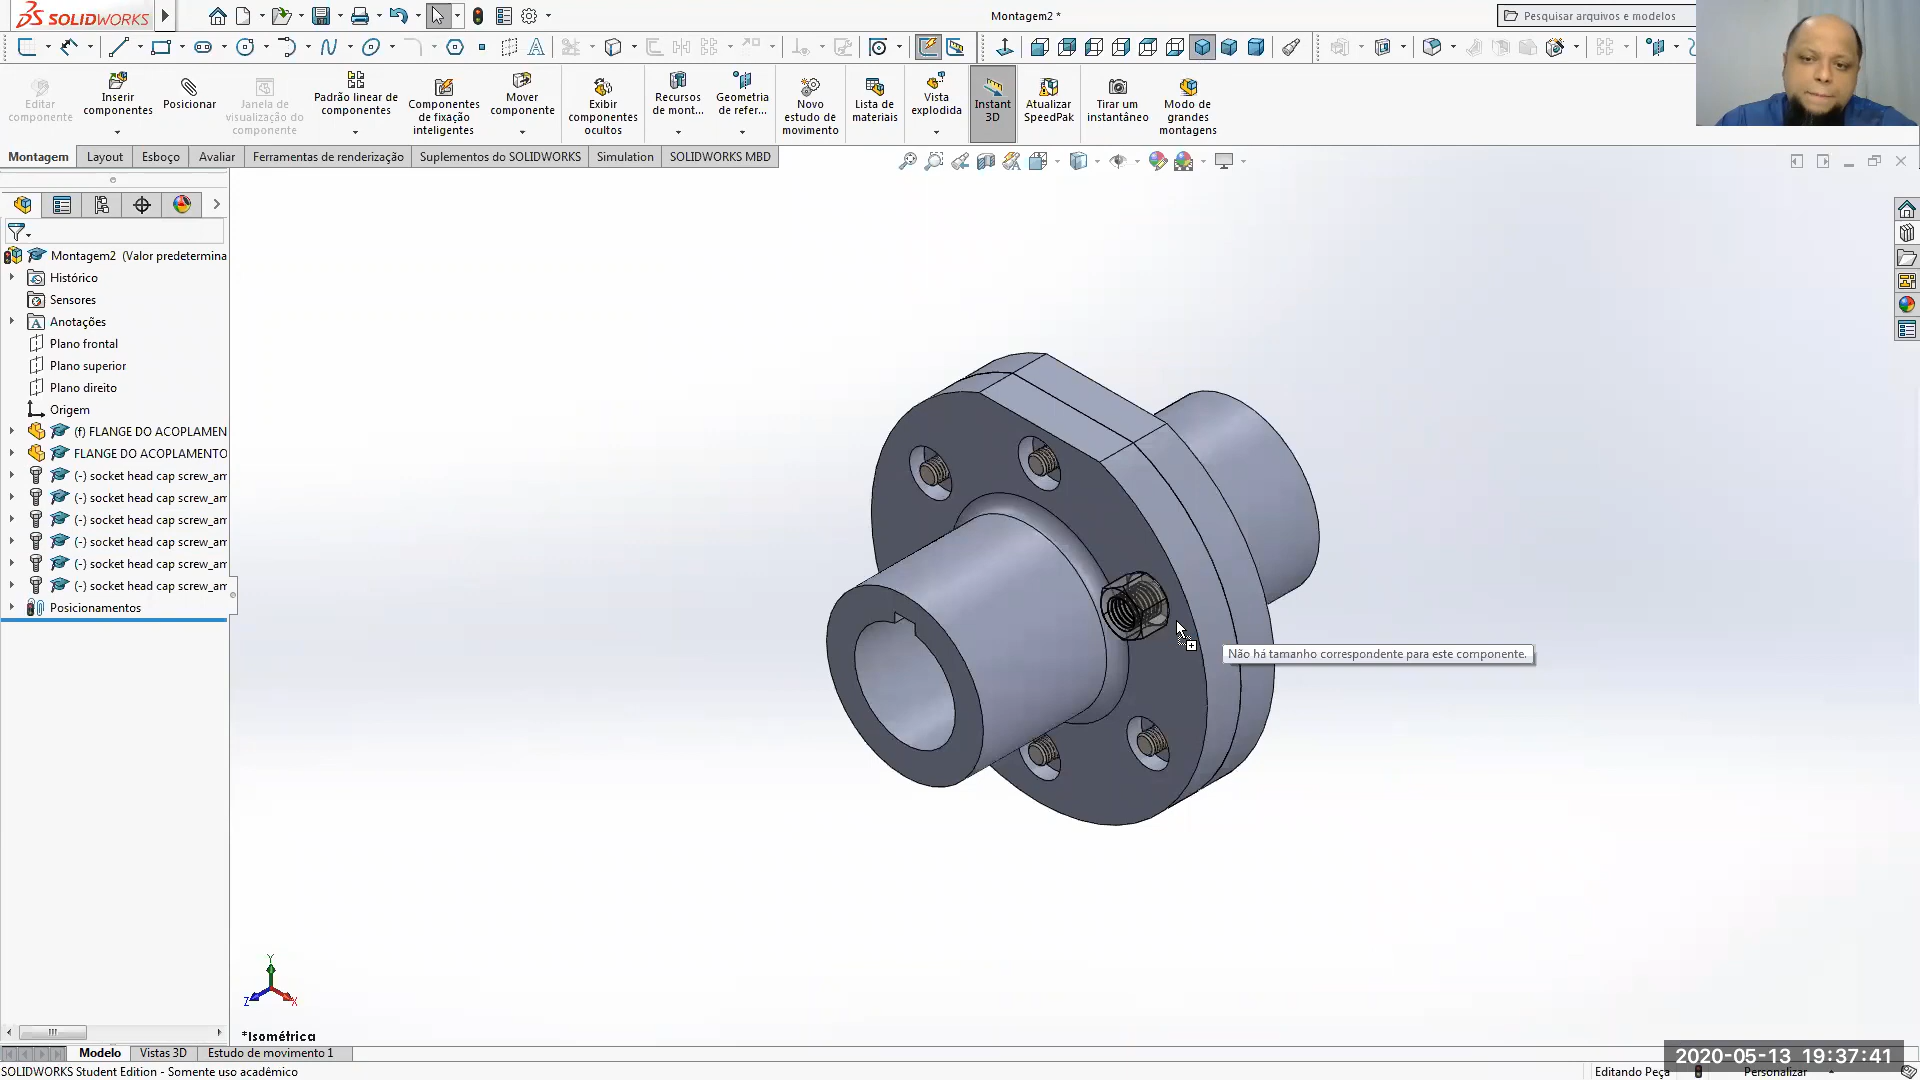 SOLIDWORKS
Montagem2 *
Pesquisar arquivos e modelos
Editar componente
Inserir componentes
Posicionar
Janela de visualização do componente
Padrão linear de componentes
Componentes de fixação inteligentes
Mover componente
Exibir componentes ocultos
Recursos de mont...
Geometria de refer...
Novo estudo de movimento
Lista de materiais
Vista explodida
Instant 3D
Atualizar SpeedPak
Tirar um instantâneo
Modo de grandes montagens
Montagem
Layout
Esboço
Avaliar
Ferramentas de renderização
Suplementos do SOLIDWORKS
Simulation
SOLIDWORKS MBD
Montagem2 (Valor predetermina
Histórico
Sensores
Anotações
Plano frontal
Plano superior
Plano direito
Origem
(f) FLANGE DO ACOPLAMEN
FLANGE DO ACOPLAMENTO
(-) socket head cap screw_am
(-) socket head cap screw_am
(-) socket head cap screw_am
(-) socket head cap screw_am
(-) socket head cap screw_am
(-) socket head cap screw_am
Posicionamentos
Não há tamanho correspondente para este componente.
Y
Z
X
*Isométrica
Modelo
Vistas 3D
Estudo de movimento 1
2020-05-13 19:37:41
SOLIDWORKS Student Edition - Somente uso acadêmico
Editando Peça
Personalizar